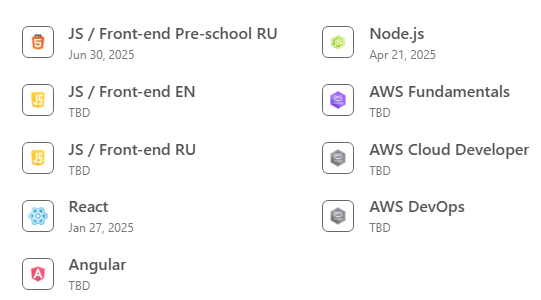 JS / Front-end Pre-school RU
Jun 30, 2025
JS / Front-end EN
TBD
JS / Front-end RU
TBD
React
Jan 27, 2025
Angular
TBD
Node.js
Apr 21, 2025
AWS Fundamentals
TBD
AWS Cloud Developer
TBD
AWS DevOps
TBD